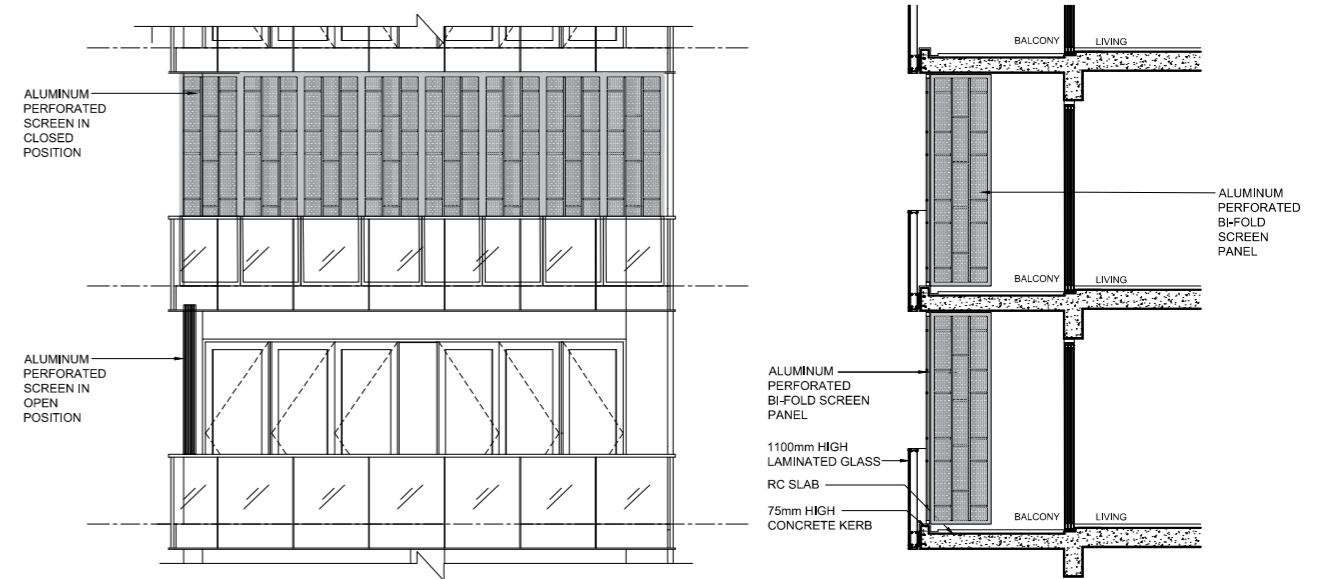 ALUMINUM
PERFORATED
SCREEN IN
CLOSED
POSITION
ALUMINUM
PERFORATED
SCREEN IN
OPEN
POSITION
BALCONY
LIVING
ALUMINUM
PERFORATED
BI-FOLD
SCREEN
PANEL
BALCONY
LIVING
ALUMINUM
PERFORATED
BI-FOLD SCREEN
PANEL
1100mm HIGH
LAMINATED GLASS
RC SLAB
75mm HIGH
CONCRETE KERB
BALCONY
LIVING